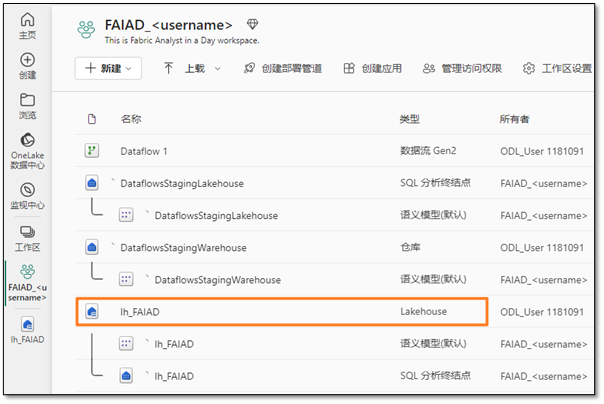 主页
创建
浏览
OneLake
数据中心
监视中心
工作区
FAIAD_<u
sername>
lh_FAIAD
FAIAD_<username>
This is Fabric Analyst in a Day workspace.
新建
上载
创建部署管道
创建应用
管理访问权限
工作区设置
名称 类型 所有者
Dataflow 1 数据流 Gen2 ODL_User 1181091
` DataflowsStagingLakehouse SQL 分析终结点 FAIAD_<username>
` DataflowsStagingLakehouse 语义模型(默认) FAIAD_<username>
` DataflowsStagingWarehouse 仓库 ODL_User 1181091
` DataflowsStagingWarehouse 语义模型(默认) FAIAD_<username>
lh_FAIAD Lakehouse ODL_User 1181091
` lh_FAIAD 语义模型(默认) FAIAD_<username>
` lh_FAIAD SQL 分析终结点 FAIAD_<username>